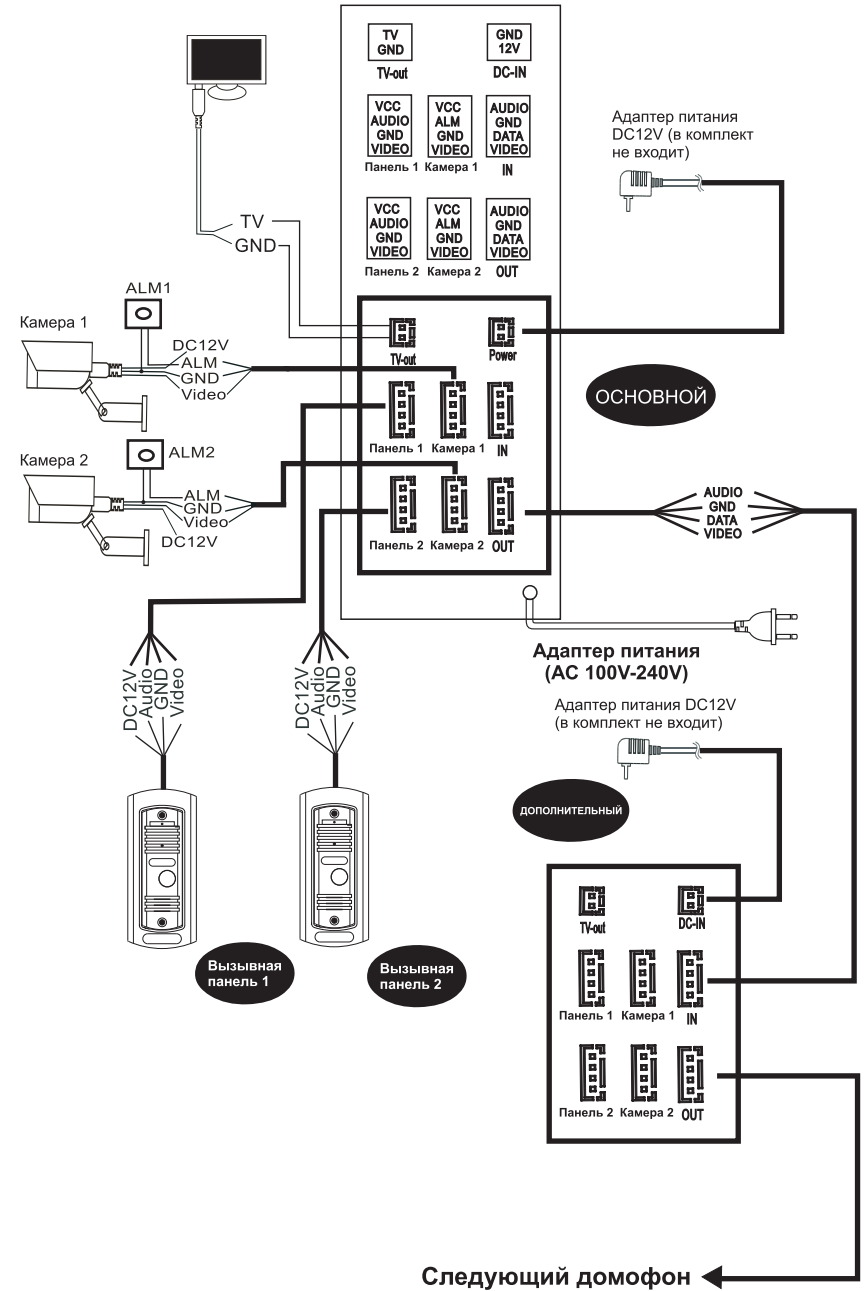 TV
GND
TV-out
GND
12V
DC-IN
VCC
AUDIO
GND
VIDEO
Панель 1
VCC
ALM
GND
VIDEO
Камера 1
AUDIO
GND
DATA
VIDEO
IN
VCC
AUDIO
GND
VIDEO
Панель 2
VCC
ALM
GND
VIDEO
Камера 2
AUDIO
GND
DATA
VIDEO
OUT
Адаптер питания
DC12V (в комплект
не входит)
TV
GND
ALM1
Камера 1
DC12V
ALM
GND
Video
TV-out
Power
ОСНОВНОЙ
Панель 1
Камера 1
IN
ALM2
Камера 2
ALM
GND
Video
DC12V
Панель 2
Камера 2
OUT
AUDIO
GND
DATA
VIDEO
Адаптер питания
(AC 100V-240V)
DC12V
Audio
GND
Video
DC12V
Audio
GND
Video
Адаптер питания DC12V
(в комплект не входит)
ДОПОЛНИТЕЛЬНЫЙ
Вызывная
панель 1
Вызывная
панель 2
TV-out
DC-IN
Панель 1
Камера 1
IN
Панель 2
Камера 2
OUT
Следующий домофон